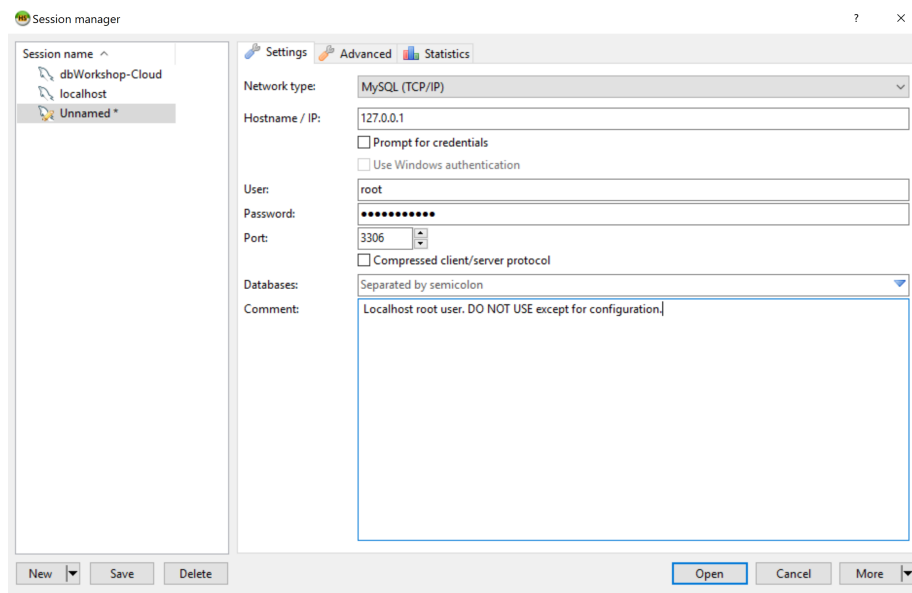 HS
Session manager
?
×
Session name
dbWorkshop-Cloud
localhost
Unnamed *
Settings
Advanced
Statistics
Network type:
MySQL (TCP/IP)
Hostname / IP:
127.0.0.1
Prompt for credentials
Use Windows authentication
User:
root
Password:
●●●●●●●●●●●
Port:
3306
Compressed client/server protocol
Databases:
Separated by semicolon
Comment:
Localhost root user. DO NOT USE except for configuration.
New
Save
Delete
Open
Cancel
More